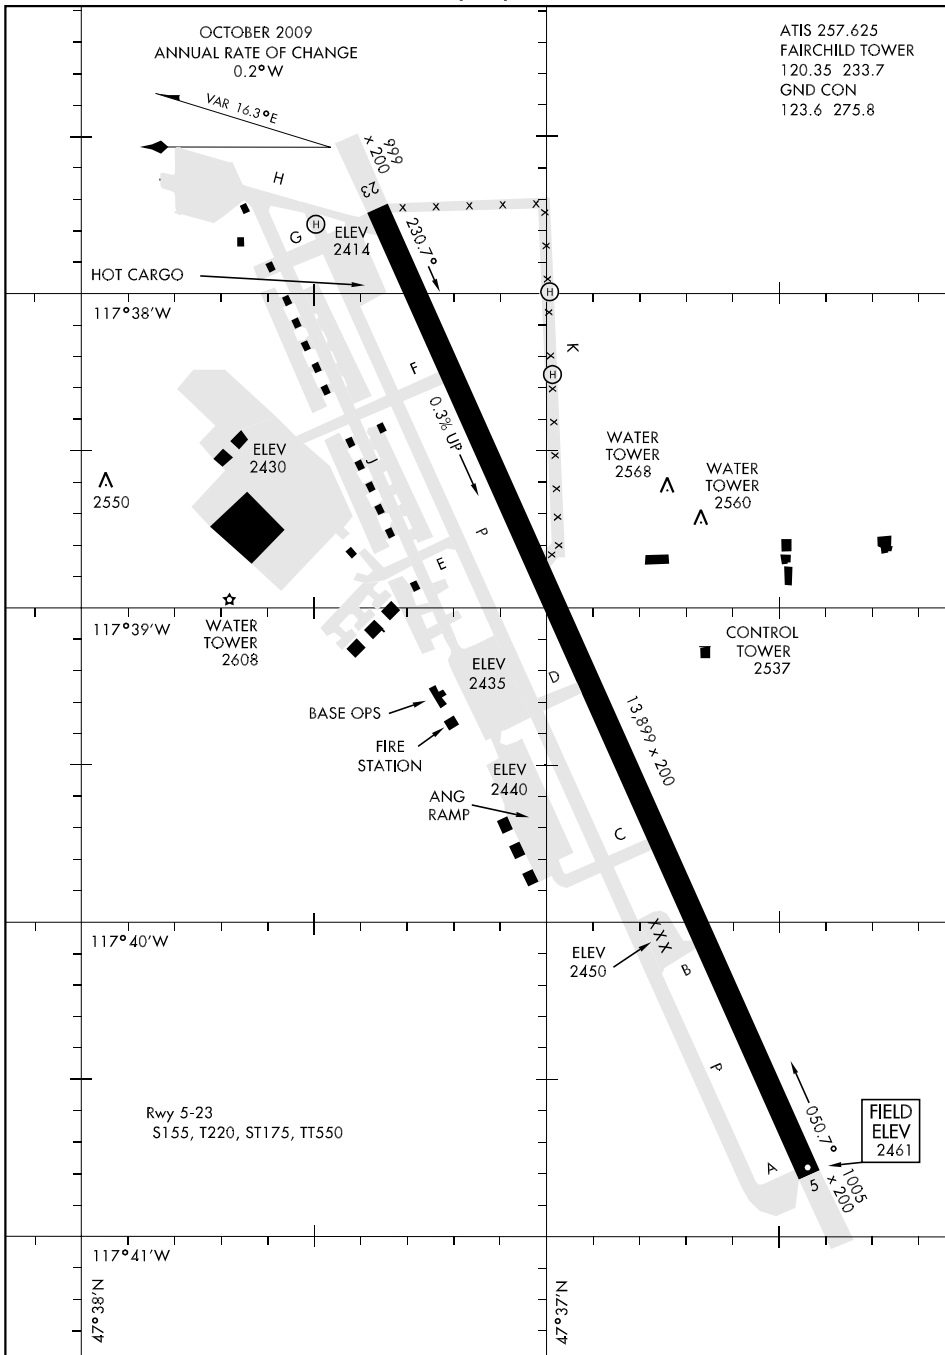 OCTOBER 2009
ANNUAL RATE OF CHANGE
0.2°W
VAR 16.3°E
ATIS 257.625
FAIRCHILD TOWER
120.35 233.7
GND CON
123.6 275.8
999
x 200
23
H
G
H
ELEV
2414
230.7°
HOT CARGO
117°38'W
H
K
H
F
0.3% UP
ELEV
2430
J
2550
WATER
TOWER
2568
WATER
TOWER
2560
P
E
117°39'W
WATER
TOWER
2608
CONTROL
TOWER
2537
ELEV
2435
D
BASE OPS
FIRE
STATION
13,899 x 200
ELEV
2440
ANG
RAMP
C
117°40'W
X X X
ELEV
2450
B
P
Rwy 5-23
S155, T220, ST175, TT550
050.7°
FIELD
ELEV
2461
A
5
1005
x 200
117°41'W
47°38'N
47°37'N